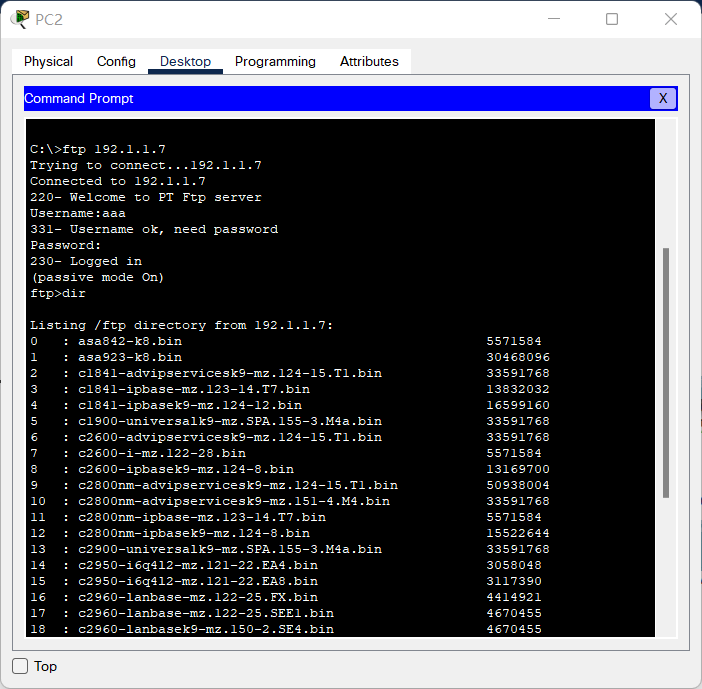 PC2
Physical Config Desktop Programming Attributes
Command Prompt X
C:\>ftp 192.1.1.7
Trying to connect...192.1.1.7
Connected to 192.1.1.7
220- Welcome to PT Ftp server
Username:aaa
331- Username ok, need password
Password:
230- Logged in
(passive mode On)
ftp>dir
Listing /ftp directory from 192.1.1.7:
0 : asa842-k8.bin 5571584
1 : asa923-k8.bin 30468096
2 : c1841-advipservicesk9-mz.124-15.T1.bin 33591768
3 : c1841-ipbase-mz.123-14.T7.bin 13832032
4 : c1841-ipbasek9-mz.124-12.bin 16599160
5 : c1900-universalk9-mz.SPA.155-3.M4a.bin 33591768
6 : c2600-advipservicesk9-mz.124-15.T1.bin 33591768
7 : c2600-i-mz.122-28.bin 5571584
8 : c2600-ipbasek9-mz.124-8.bin 13169700
9 : c2800nm-advipservicesk9-mz.124-15.T1.bin 50938004
10 : c2800nm-advipservicesk9-mz.151-4.M4.bin 33591768
11 : c2800nm-ipbase-mz.123-14.T7.bin 5571584
12 : c2800nm-ipbasek9-mz.124-8.bin 15522644
13 : c2900-universalk9-mz.SPA.155-3.M4a.bin 33591768
14 : c2950-i6q4l2-mz.121-22.EA4.bin 3058048
15 : c2950-i6q4l2-mz.121-22.EA8.bin 3117390
16 : c2960-lanbase-mz.122-25.FX.bin 4414921
17 : c2960-lanbase-mz.122-25.SEE1.bin 4670455
18 : c2960-lanbasek9-mz.150-2.SE4.bin 4670455
Top